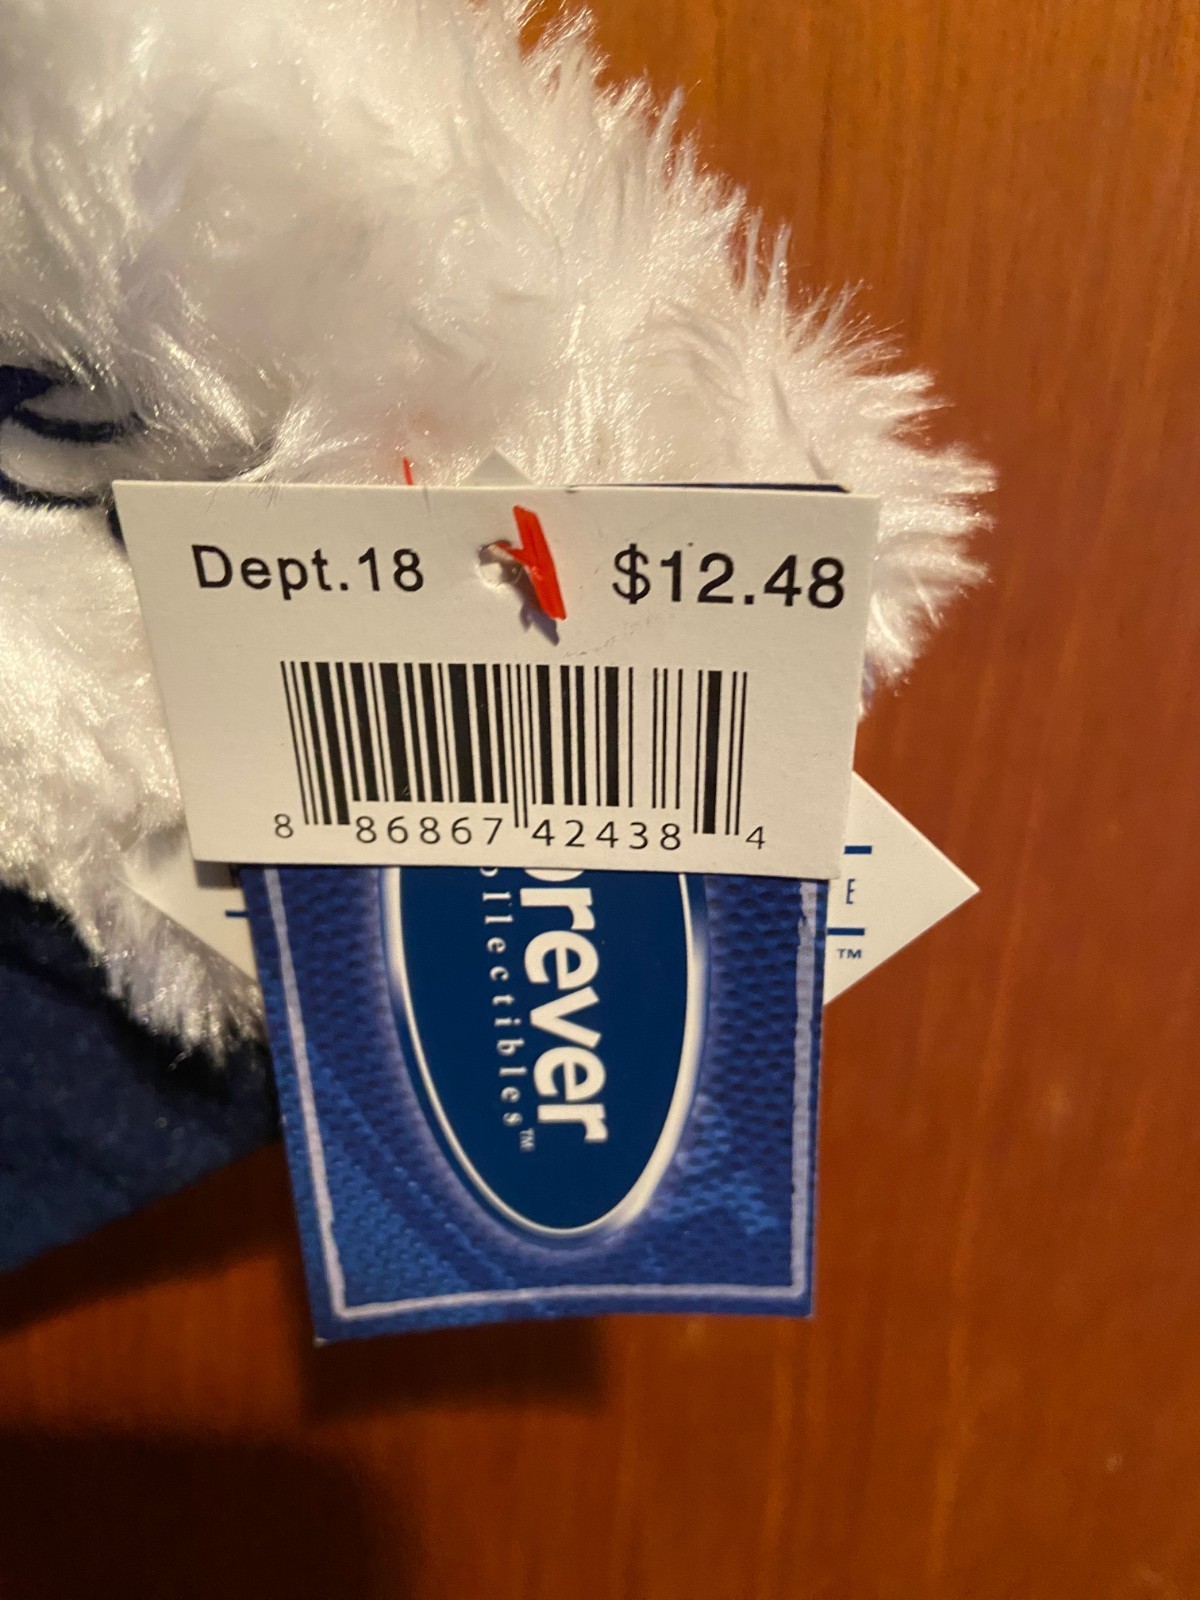 Dept.18 $12.48
8 86867 42438 4
E
™
orever
ollectibles™